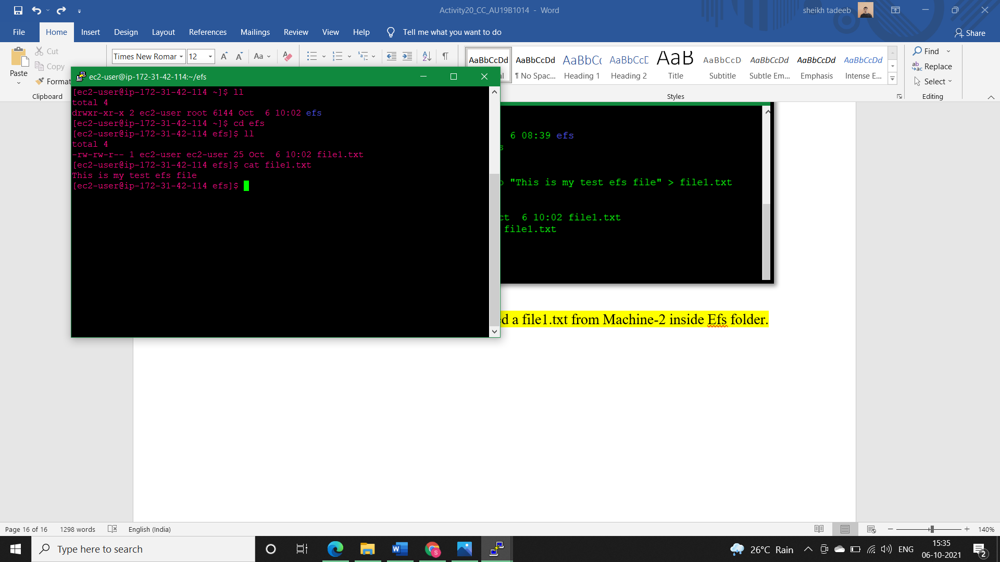 Activity20_CC_AU19B1014 - Word
sheikh tadeeb
File Home Insert Design Layout References Mailings Review View Help Tell me what you want to do Share
Paste
Cut
Copy
Format
Clipboard
Times New Roman 12
AaBbCcDd AaBbCcDd AaBbCc AaBbCcD AaB AaBbCcD AaBbCcDd AaBbCcDd AaBbCcDd
¶ No Spac... Heading 1 Heading 2 Title Subtitle Subtle Em... Emphasis Intense E...
Styles
Find
Replace
Select
Editing
ec2-user@ip-172-31-42-114:~/efs
[ec2-user@ip-172-31-42-114 ~]$ ll
total 4
drwxr-xr-x 2 ec2-user root 6144 Oct  6 10:02 efs
[ec2-user@ip-172-31-42-114 ~]$ cd efs
[ec2-user@ip-172-31-42-114 efs]$ ll
total 4
-rw-rw-r-- 1 ec2-user ec2-user 25 Oct  6 10:02 file1.txt
[ec2-user@ip-172-31-42-114 efs]$ cat file1.txt
This is my test efs file
[ec2-user@ip-172-31-42-114 efs]$
6 08:39 efs
"This is my test efs file" > file1.txt
6 10:02 file1.txt
file1.txt
a file1.txt from Machine-2 inside Efs folder.
Page 16 of 16 1298 words English (India) 140%
Type here to search
26°C Rain
ENG
15:35
06-10-2021
2